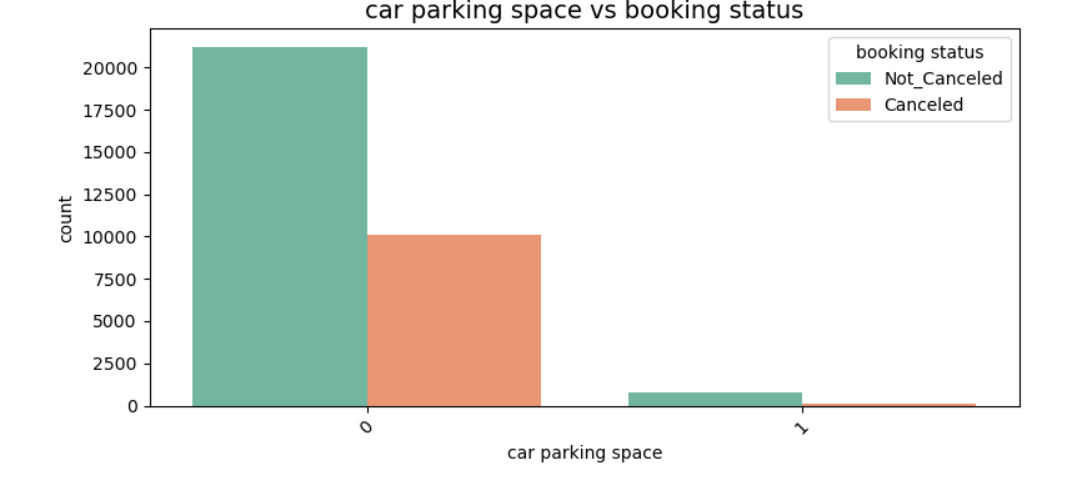 car parking space vs booking status
booking status
Not_Canceled
Canceled
20000
17500
15000
12500
10000
7500
5000
2500
0
count
0
1
car parking space